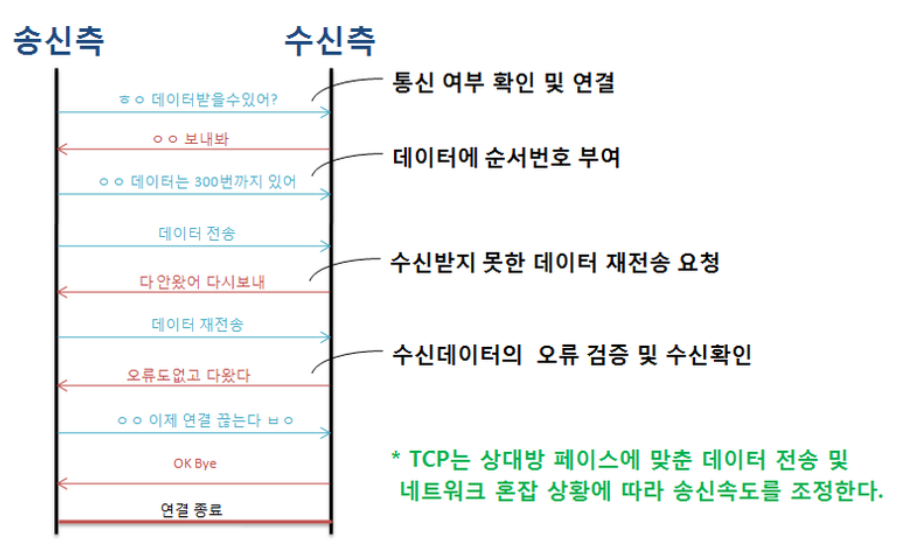 송신측
수신측
ㅎㅇ 데이터받을수있어?
통신 여부 확인 및 연결
ㅇㅇ 보내봐
데이터에 순서번호 부여
ㅇㅇ 데이터는 300번까지 있어
데이터 전송
수신받지 못한 데이터 재전송 요청
다 안왔어 다시보내
데이터 재전송
수신데이터의 오류 검증 및 수신확인
오류도없고 다왔다
ㅇㅇ 이제 연결 끊는다 ㅂㅇ
OK Bye
* TCP는 상대방 페이스에 맞춘 데이터 전송 및
네트워크 혼잡 상황에 따라 송신속도를 조정한다.
연결 종료